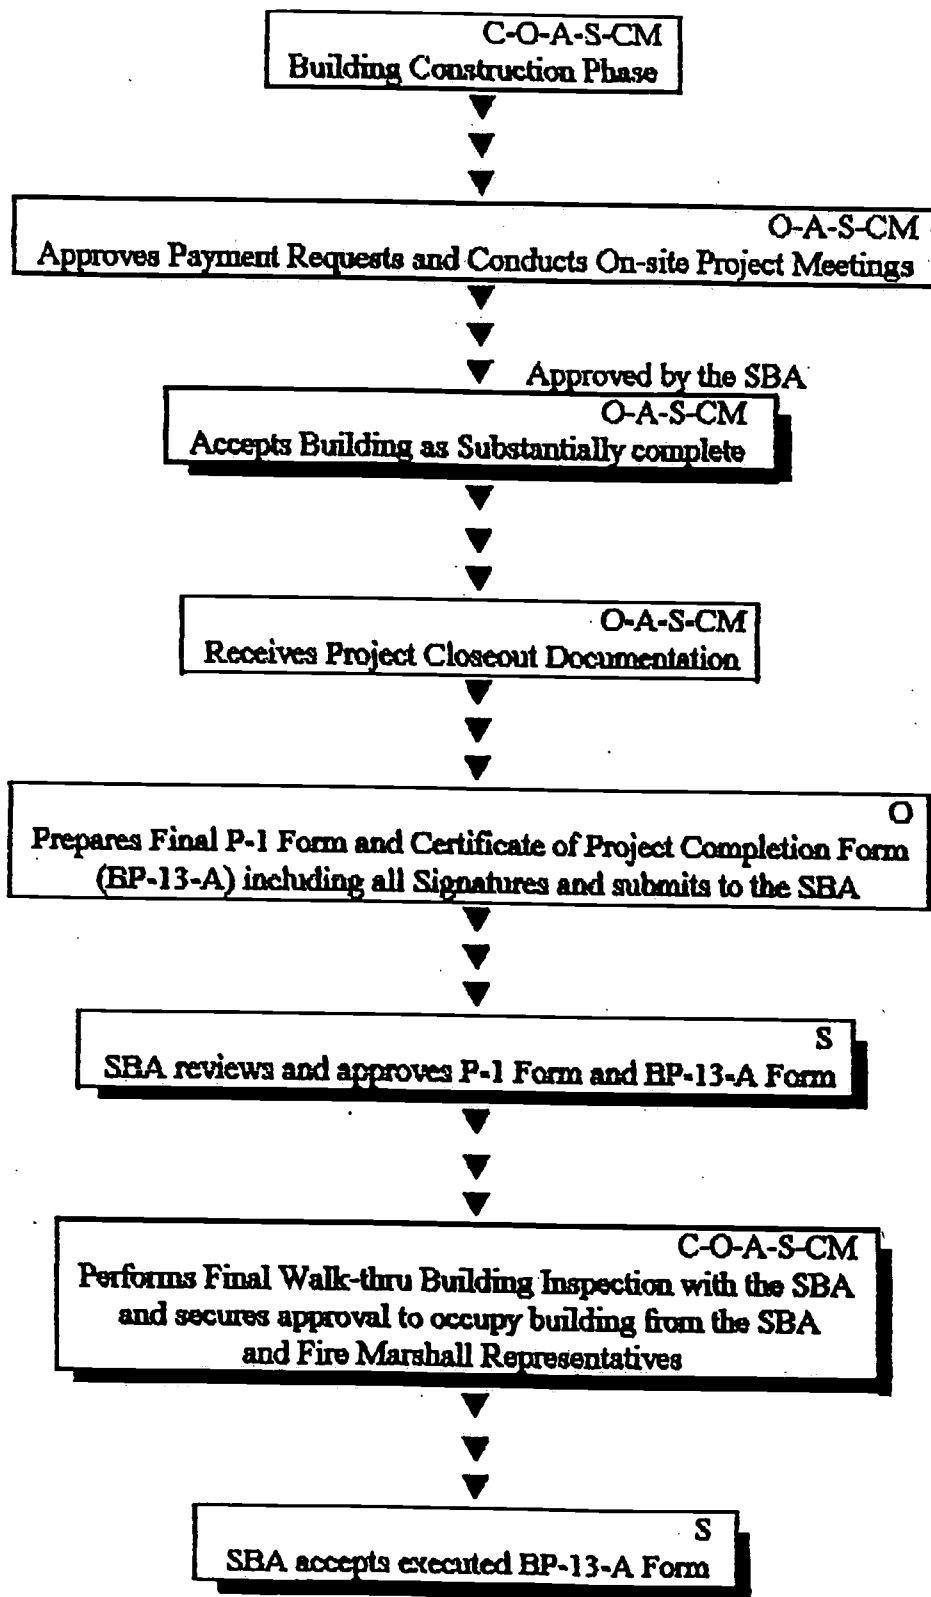 C-O-A-S-CM
Building Construction Phase
O-A-S-CM
Approves Payment Requests and Conducts On-site Project Meetings
Approved by the SBA
O-A-S-CM
Accepts Building as Substantially complete
O-A-S-CM
Receives Project Closeout Documentation
O
Prepares Final P-1 Form and Certificate of Project Completion Form
(BP-13-A) including all Signatures and submits to the SBA
S
SBA reviews and approves P-1 Form and BP-13-A Form
C-O-A-S-CM
Performs Final Walk-thru Building Inspection with the SBA
and secures approval to occupy building from the SBA
and Fire Marshall Representatives
S
SBA accepts executed BP-13-A Form